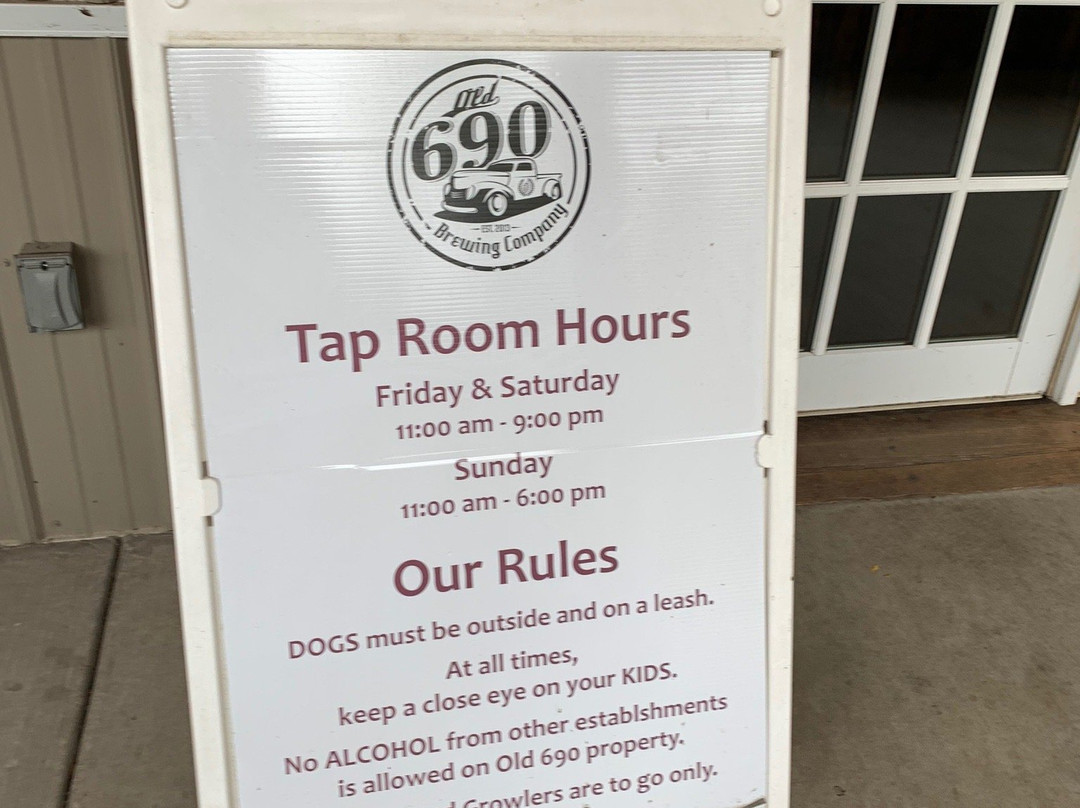 Old
690
EST. 2013
Brewing Company
Tap Room Hours
Friday & Saturday
11:00 am - 9:00 pm
Sunday
11:00 am - 6:00 pm
Our Rules
DOGS must be outside and on a leash.
At all times,
keep a close eye on your KIDS.
No ALCOHOL from other establshments
is allowed on Old 690 property.
Growlers are to go only.